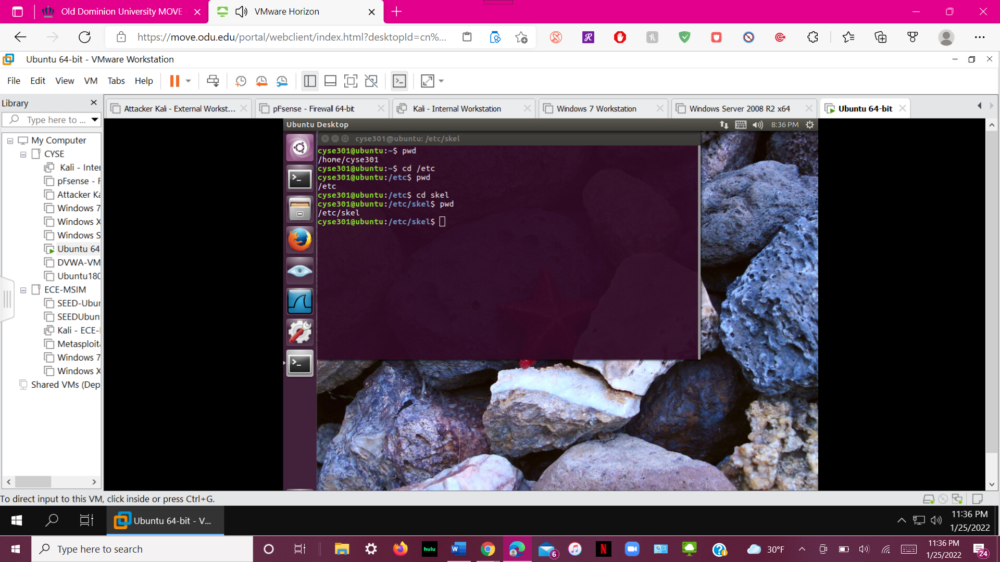 Old Dominion University MOVE
VMware Horizon
https://move.odu.edu/portal/webclient/index.html?desktopId=cn%...
Ubuntu 64-bit - VMware Workstation
File Edit View VM Tabs Help
Library
Type here to ...
Attacker Kali - External Workst...
pFsense - Firewall 64-bit
Kali - Internal Workstation
Windows 7 Workstation
Windows Server 2008 R2 x64
Ubuntu 64-bit
My Computer
CYSE
Kali - Inter
pFsense - F
Attacker Ka
Windows 7
Windows X
Windows S
Ubuntu 64
DVWA-VM
Ubuntu180
ECE-MSIM
SEED-Ubur
SEEDUbun
Kali - ECE-I
Metasploita
Windows 7
Windows X
Shared VMs (Dep
Ubuntu Desktop
8:36 PM
cyse301@ubuntu: /etc/skel
cyse301@ubuntu:~$ pwd
/home/cyse301
cyse301@ubuntu:~$ cd /etc
cyse301@ubuntu:/etc$ pwd
/etc
cyse301@ubuntu:/etc$ cd skel
cyse301@ubuntu:/etc/skel$ pwd
/etc/skel
cyse301@ubuntu:/etc/skel$
To direct input to this VM, click inside or press Ctrl+G.
Ubuntu 64-bit - V...
11:36 PM
1/25/2022
Type here to search
hulu
W
N
6
30°F
11:36 PM
1/25/2022
24